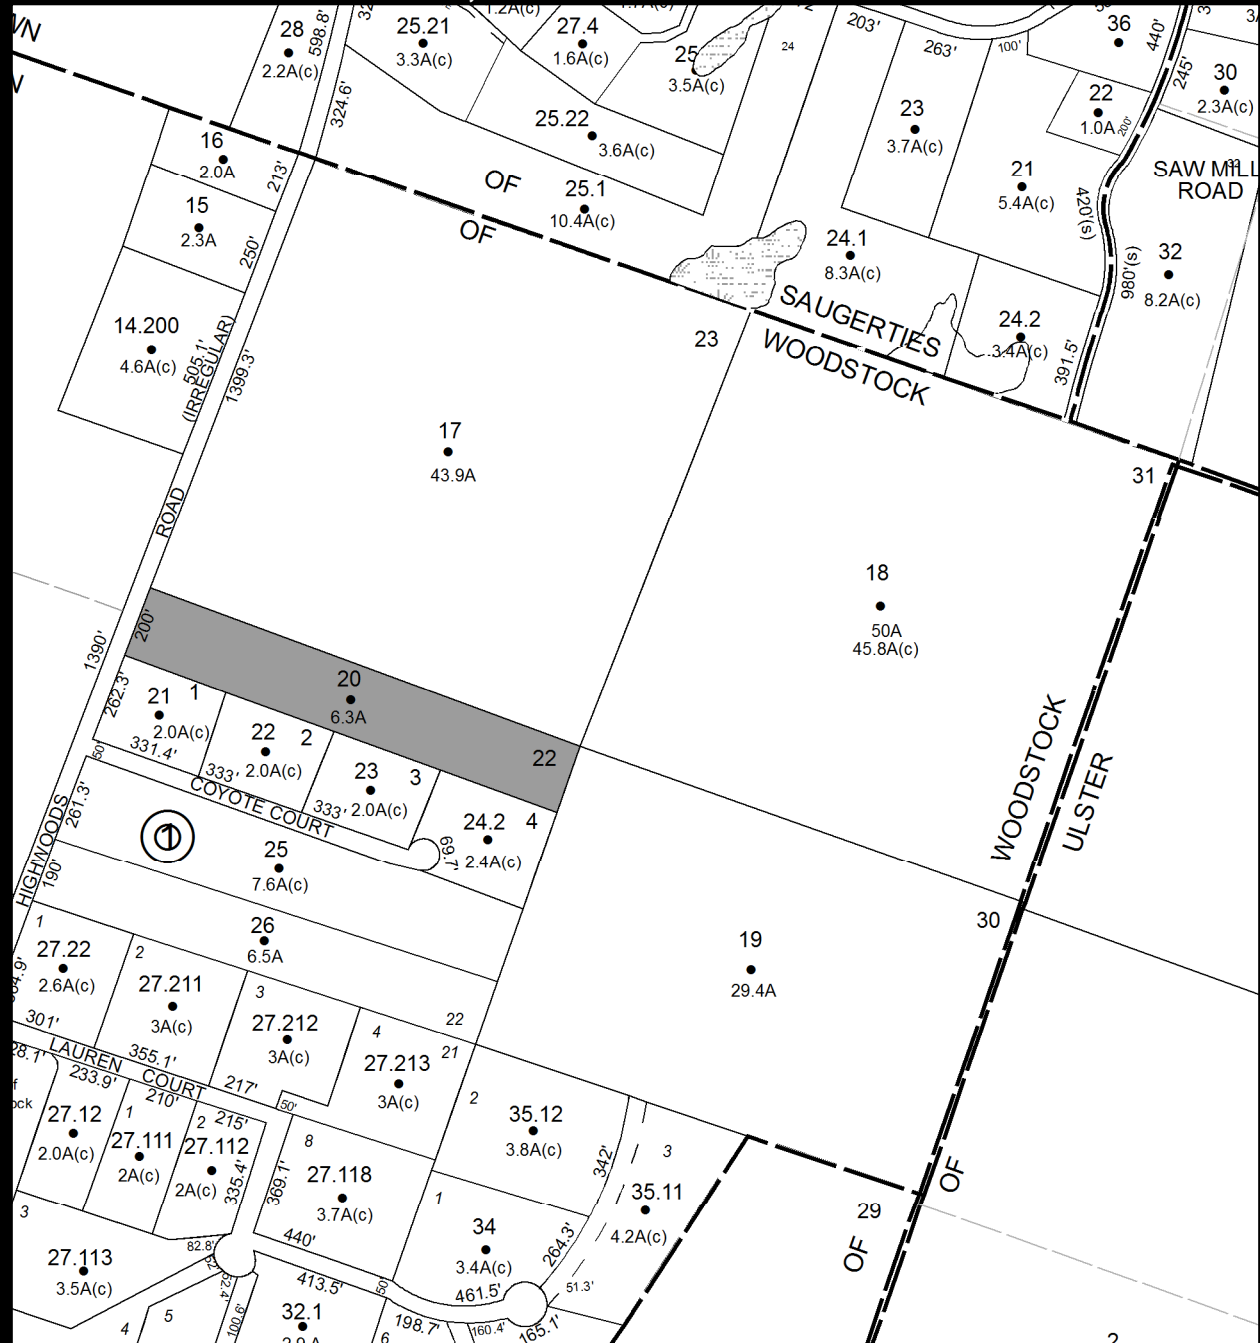 28
2.2A(c)
598.8'
324.6'
25.21
3.3A(c)
1.2A(c)
27.4
1.6A(c)
3.5A(c)
24
203'
263'
100'
36
440'
245'
30
2.3A(c)
22
1.0A
200'
23
3.7A(c)
21
5.4A(c)
SAW MILL
ROAD
32
420'(s)
980'(s)
32
8.2A(c)
16
2.0A
213'
15
2.3A
250'
25.22
3.6A(c)
OF
25.1
10.4A(c)
OF
24.1
8.3A(c)
24.2
3.4A(c)
391.5'
SAUGERTIES
WOODSTOCK
14.200
4.6A(c)
505.1'
(IRREGULAR)
1399.3'
23
17
43.9A
31
ROAD
18
50A
45.8A(c)
200'
1390'
20
6.3A
22
262.3'
21
1
2.0A(c)
331.4'
22
2
2.0A(c)
333'
23
3
2.0A(c)
333'
50'
COYOTE COURT
24.2
4
2.4A(c)
69.7'
WOODSTOCK
ULSTER
261.3'
HIGHWOODS
1
25
7.6A(c)
190'
26
6.5A
30
19
29.4A
1
27.22
2.6A(c)
301'
2
27.211
3A(c)
355.1'
3
27.212
3A(c)
217'
4
27.213
3A(c)
22
21
LAUREN COURT
28.1'
233.9'
210'
215'
50'
27.12
2.0A(c)
1
27.111
2A(c)
2
27.112
2A(c)
335.4'
369.1'
8
27.118
3.7A(c)
440'
2
35.12
3.8A(c)
342'
3
35.11
4.2A(c)
1
34
3.4A(c)
264.3'
461.5'
51.3'
29
OF
OF
3
27.113
3.5A(c)
82.8'
413.5'
50'
32.1
100.6'
198.7'
160.4'
165.1'
4
5
6
2